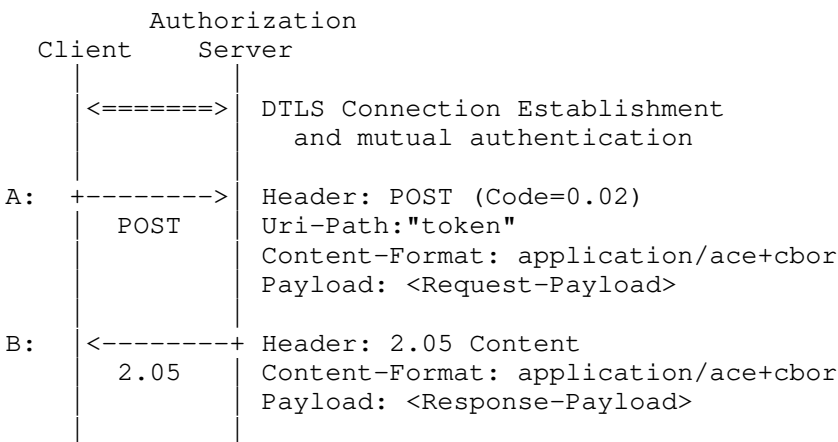 Authorization
Client Server
<=======> DTLS Connection Establishment
and mutual authentication
A: +--------> Header: POST (Code=0.02)
POST Uri-Path:"token"
Content-Format: application/ace+cbor
Payload: <Request-Payload>
B: <--------+ Header: 2.05 Content
2.05 Content-Format: application/ace+cbor
Payload: <Response-Payload>